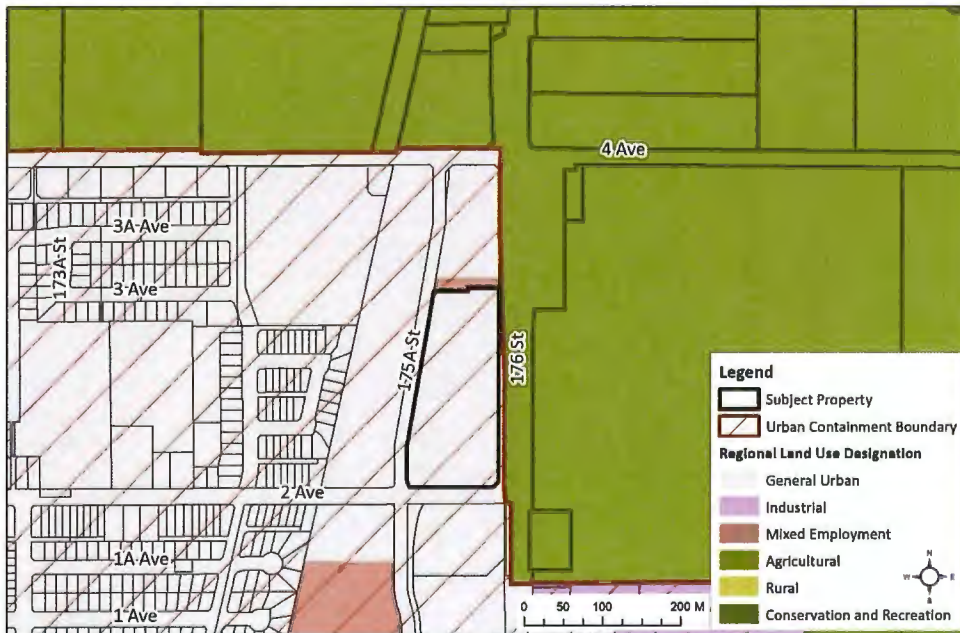 4 Ave
3A Ave
173A St
3 Ave
175A St
176 St
2 Ave
1A Ave
1 Ave
Legend
Subject Property
Urban Containment Boundary
Regional Land Use Designation
General Urban
Industrial
Mixed Employment
Agricultural
Rural
Conservation and Recreation
N
W E
S
0 50 100 200 M